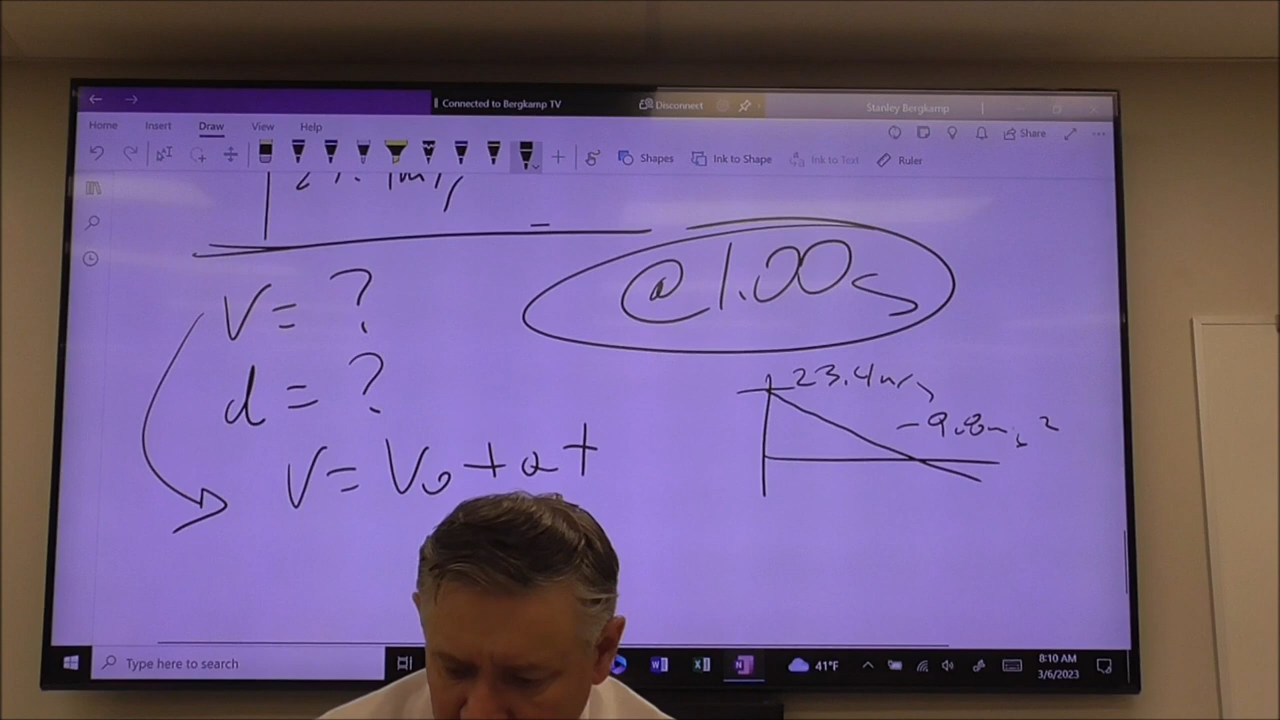 Connected to Bergkamp TV
Disconnect
Stanley Bergkamp
Home Insert Draw View Help
Share
Shapes
Ink to Shape
Ink to Text
Ruler
@ 1.00s
V = ?
d = ?
V = V₀ + at
23.4m/s
-9.8m/s²
Type here to search
41°F
8:10 AM
3/6/2023